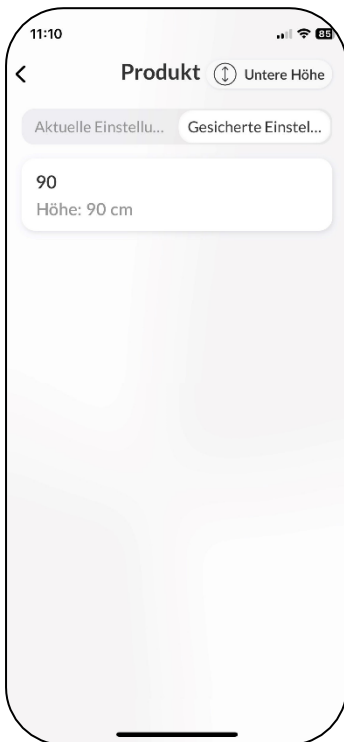 11:10
85
Produkt
Untere Höhe
Aktuelle Einstellu...
Gesicherte Einstel...
90
Höhe: 90 cm